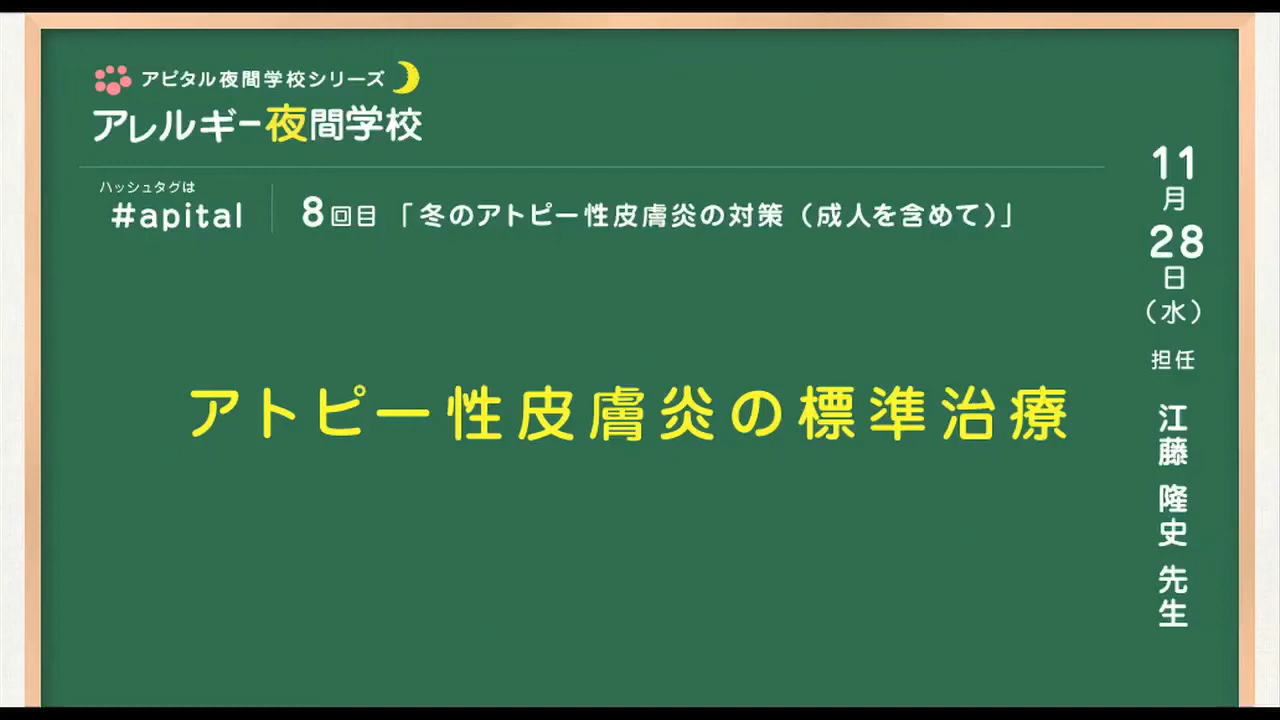 アピタル夜間学校シリーズ
アレルギー夜間学校
ハッシュタグは
#apital
8回目「冬のアトピー性皮膚炎の対策（成人を含めて）」
アトピー性皮膚炎の標準治療
11
月
28
日
（水）
担任
江藤 隆史 先生